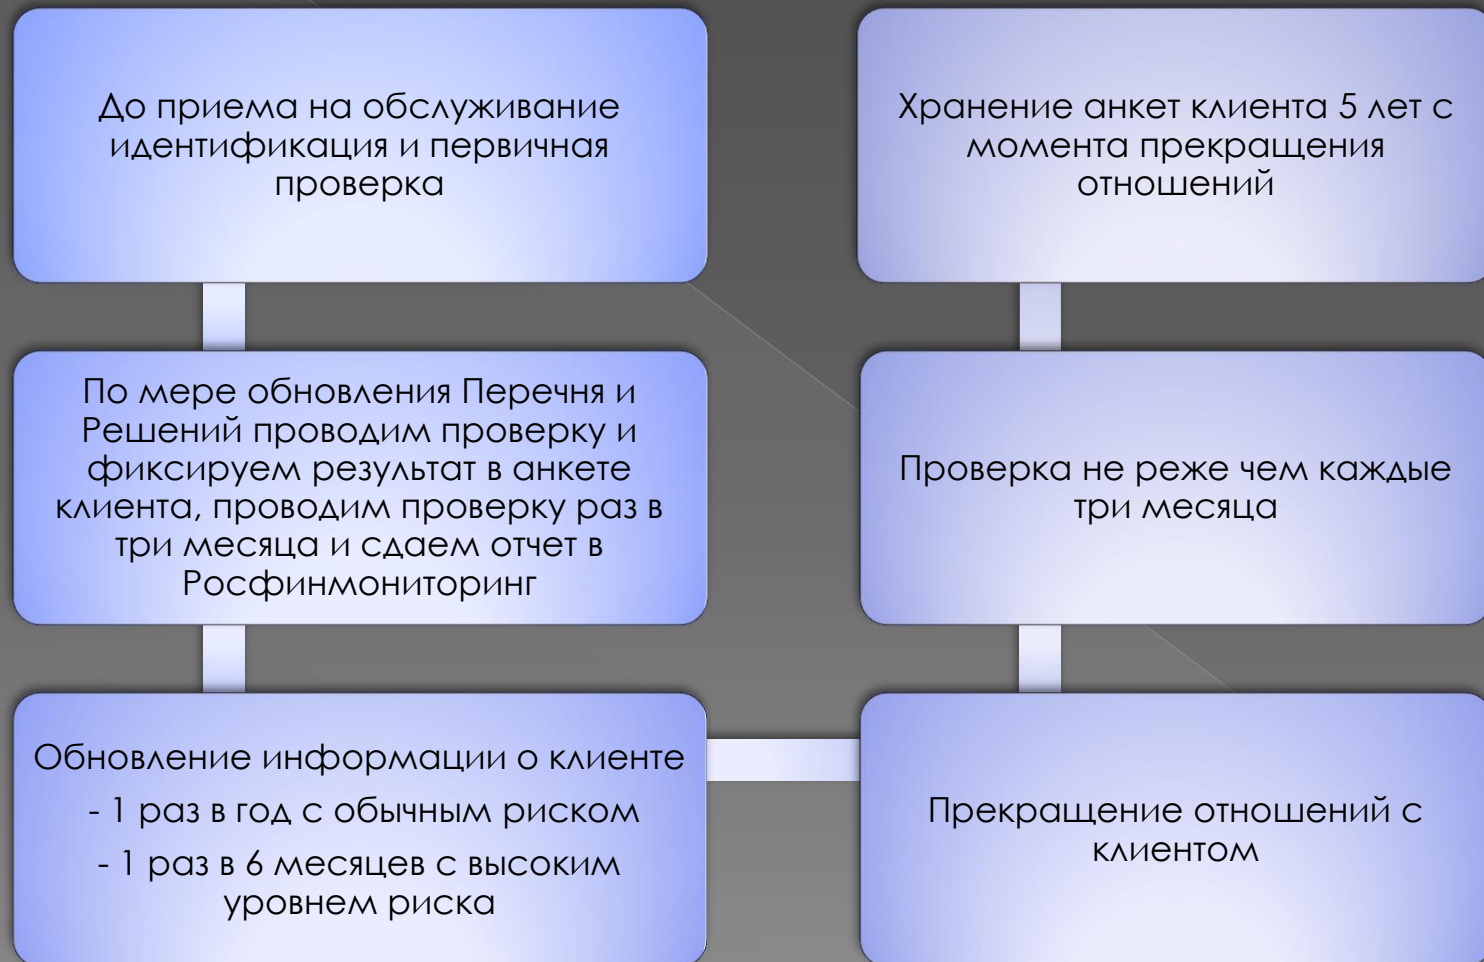 До приема на обслуживание
идентификация и первичная
проверка
По мере обновления Перечня и
Решений проводим проверку и
фиксируем результат в анкете
клиента, проводим проверку раз в
три месяца и сдаем отчет в
Росфинмониторинг
Обновление информации о клиенте
- 1 раз в год с обычным риском
- 1 раз в 6 месяцев с высоким
уровнем риска
Прекращение отношений с
клиентом
Проверка не реже чем каждые
три месяца
Хранение анкет клиента 5 лет с
момента прекращения
отношений